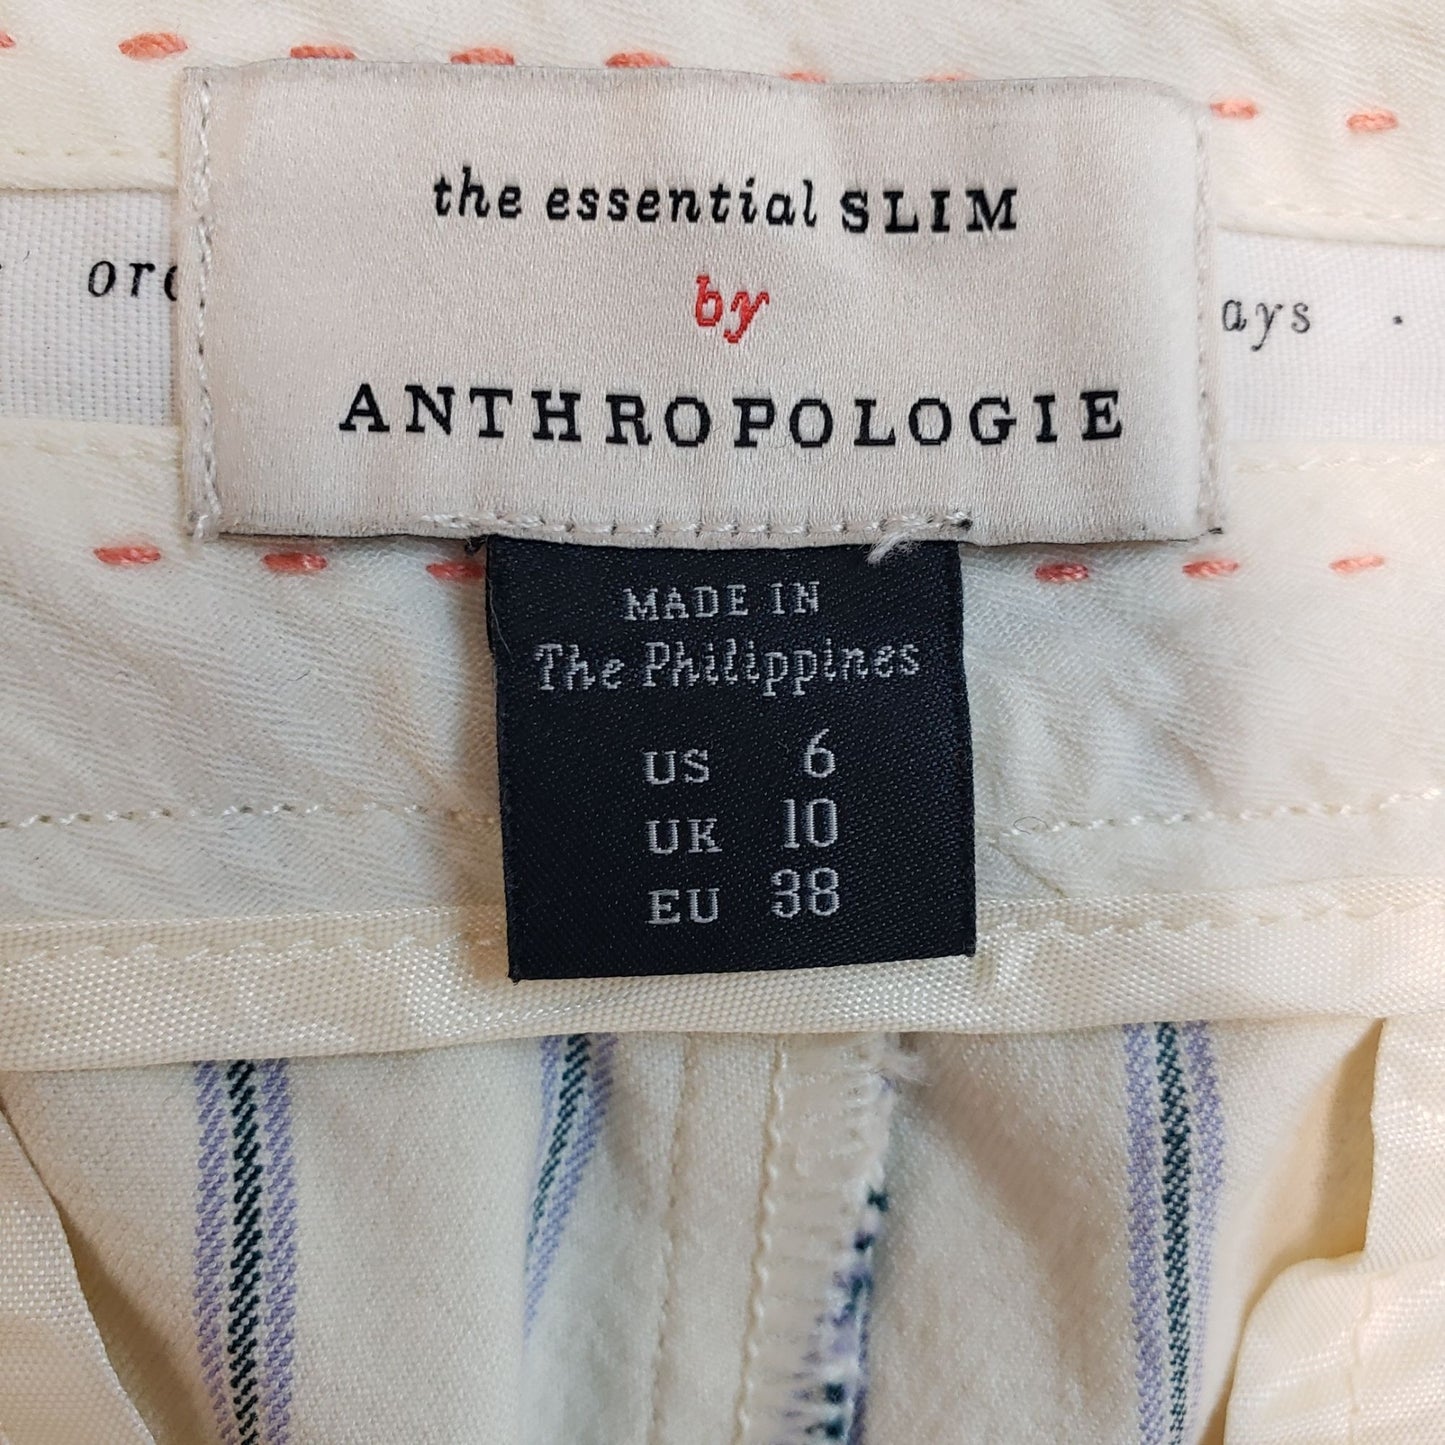 the essential SLIM
by
ANTHROPOLOGIE
MADE IN
The Philippines
US 6
UK 10
EU 38